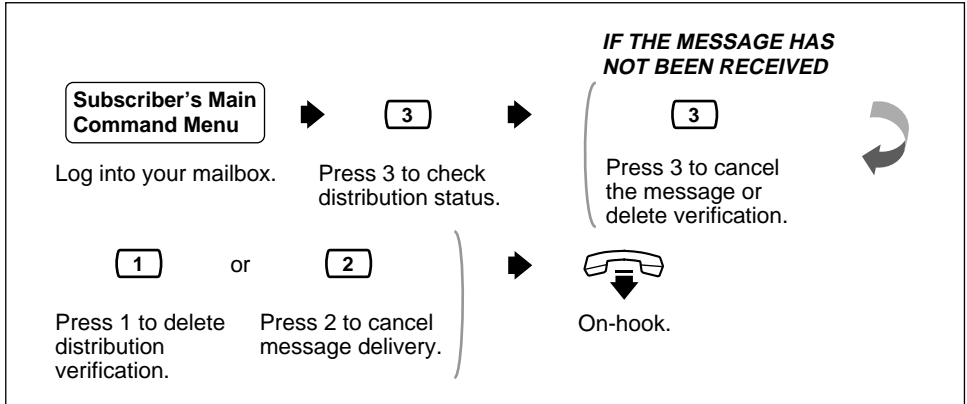 IF THE MESSAGE HAS
NOT BEEN RECEIVED
Subscriber's Main
Command Menu
3
3
Log into your mailbox.
Press 3 to check
distribution status.
Press 3 to cancel
the message or
delete verification.
1
or
2
Press 1 to delete
distribution
verification.
Press 2 to cancel
message delivery.
On-hook.